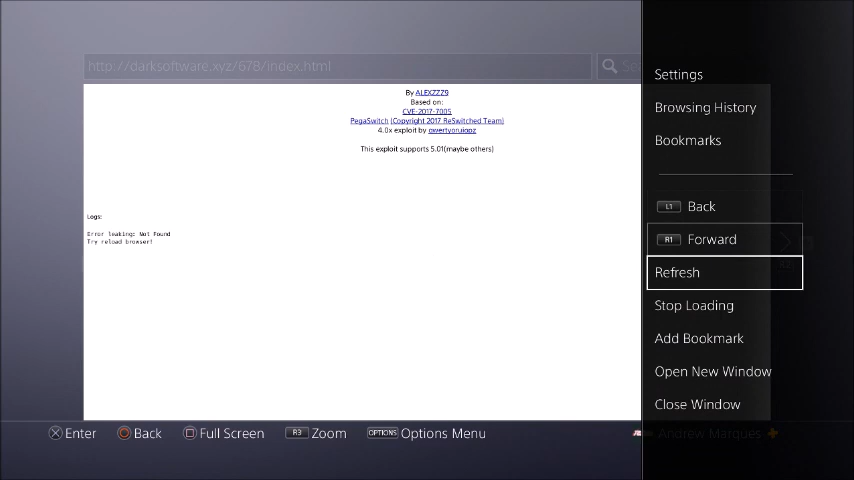 http://darksoftware.xyz/678/index.html
Se
By ALEXZZZ9
Based on:
CVE-2017-7005
PegaSwitch (Copyright 2017 ReSwitched Team)
4.0x exploit by qwertyoruiopz
This exploit supports 5.01(maybe others)
Logs:
Error leaking: Not Found
Try reload browser!
Settings
Browsing History
Bookmarks
L1 Back
R1 Forward
Refresh
Stop Loading
Add Bookmark
Open New Window
Close Window
Enter Back Full Screen R3 Zoom OPTIONS Options Menu
Andrew Marques